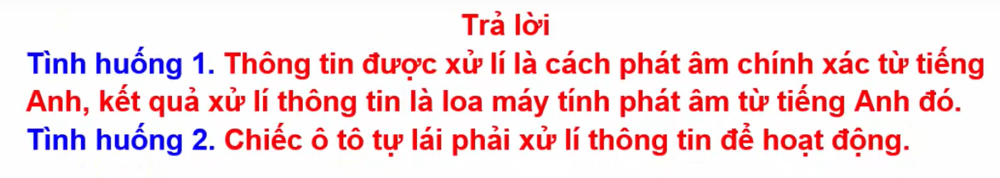 Trả lời
Tình huống 1. Thông tin được xử lí là cách phát âm chính xác từ tiếng
Anh, kết quả xử lí thông tin là loa máy tính phát âm từ tiếng Anh đó.
Tình huống 2. Chiếc ô tô tự lái phải xử lí thông tin để hoạt động.